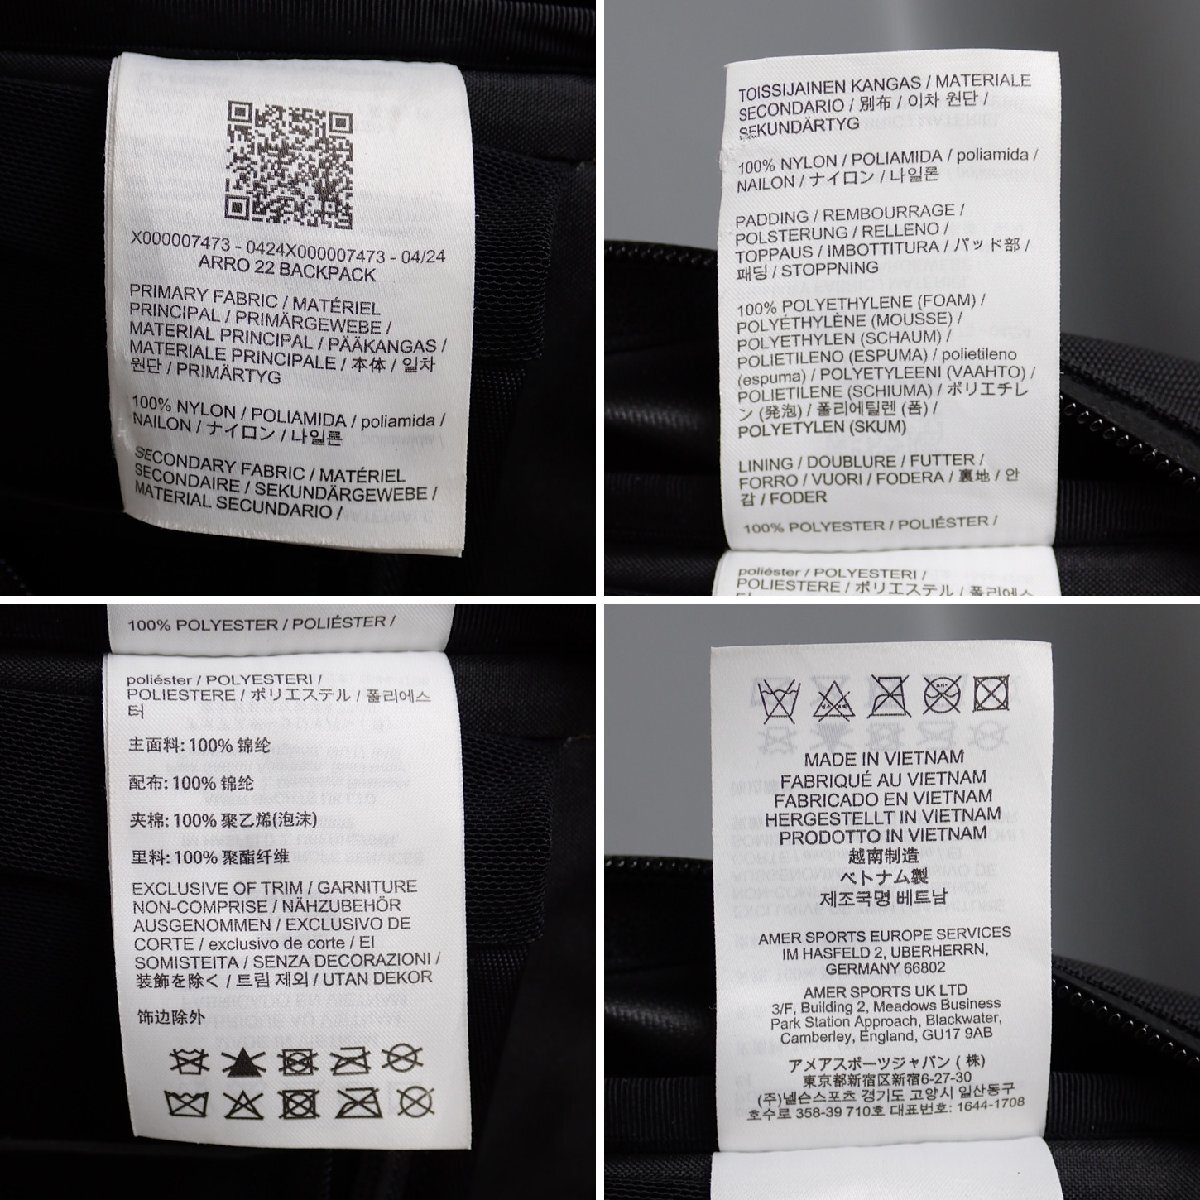 X000007473 - 0424X000007473 - 04/24
ARRO 22 BACKPACK
PRIMARY FABRIC / MATÉRIEL
PRINCIPAL / PRIMÄRGEWEBE /
MATERIAL PRINCIPAL / PÄÄKANGAS /
MATERIALE PRINCIPALE / 本体 / 일차
원단 / PRIMÄRTYG
100% NYLON / POLIAMIDA / poliamida /
NAILON / ナイロン / 나일론
SECONDARY FABRIC / MATÉRIEL
SECONDAIRE / SEKUNDÄRGEWEBE /
MATERIAL SECUNDARIO /
TOISSIJAINEN KANGAS / MATERIALE
SECONDARIO / 別布 / 이차 원단 /
SEKUNDÄRTYG
100% NYLON / POLIAMIDA / poliamida /
NAILON / ナイロン / 나일론
PADDING / REMBOURRAGE /
POLSTERUNG / RELLENO /
TOPPAUS / IMBOTTITURA / パッド部 /
패딩 / STOPPNING
100% POLYETHYLENE (FOAM) /
POLYÉTHYLÈNE (MOUSSE) /
POLYETHYLEN (SCHAUM) /
POLIETILENO (ESPUMA) / polietileno
(espuma) / POLYETYLEENI (VAAHTO) /
POLIETILENE (SCHIUMA) / ポリエチレ
ン (発泡) / 폴리에틸렌 (폼) /
POLYETYLEN (SKUM)
LINING / DOUBLURE / FUTTER /
FORRO / VUORI / FODERA / 裏地 / 안
감 / FODER
100% POLYESTER / POLIÉSTER /
poliéster / POLYESTERI /
POLIESTERE / ポリエステル / 폴리에스
100% POLYESTER / POLIÉSTER /
poliéster / POLYESTERI /
POLIESTERE / ポリエステル / 폴리에스
터
主面料: 100% 锦纶
配布: 100% 锦纶
夹棉: 100% 聚乙烯(泡沫)
里料: 100% 聚酯纤维
EXCLUSIVE OF TRIM / GARNITURE
NON-COMPRISE / NÄHZUBEHÖR
AUSGENOMMEN / EXCLUSIVO DE
CORTE / exclusivo de corte / EI
SOMISTEITA / SENZA DECORAZIONI /
装飾を除く / 트림 제외 / UTAN DEKOR
饰边除外
MADE IN VIETNAM
FABRIQUÉ AU VIETNAM
FABRICADO EN VIETNAM
HERGESTELLT IN VIETNAM
PRODOTTO IN VIETNAM
越南制造
ベトナム製
제조국명 베트남
AMER SPORTS EUROPE SERVICES
IM HASFELD 2, UBERHERRN,
GERMANY 66802
AMER SPORTS UK LTD
3/F, Building 2, Meadows Business
Park Station Approach, Blackwater,
Camberley, England, GU17 9AB
アメアスポーツジャパン ( 株)
東京都新宿区新宿6-27-30
(주)넬슨스포츠 경기도 고양시 일산동구
호수로 358-39 710호 대표번호: 1644-1708